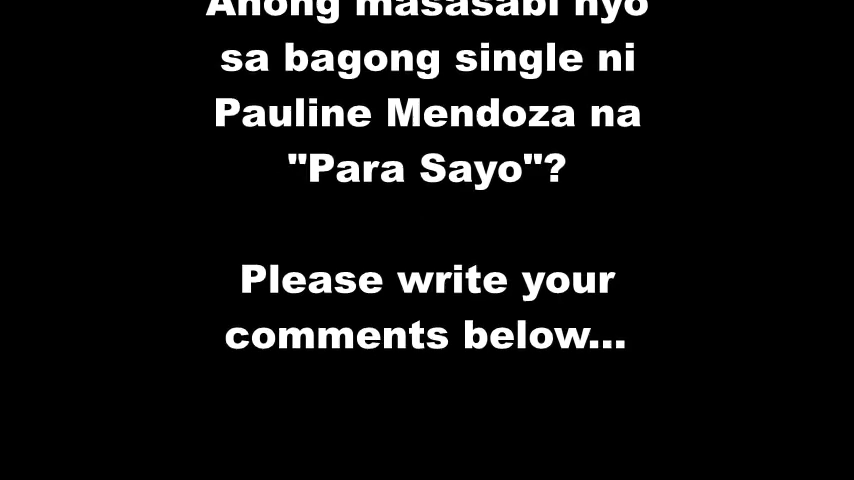 Anong masasabi nyo
sa bagong single ni
Pauline Mendoza na
"Para Sayo"?
Please write your
comments below...